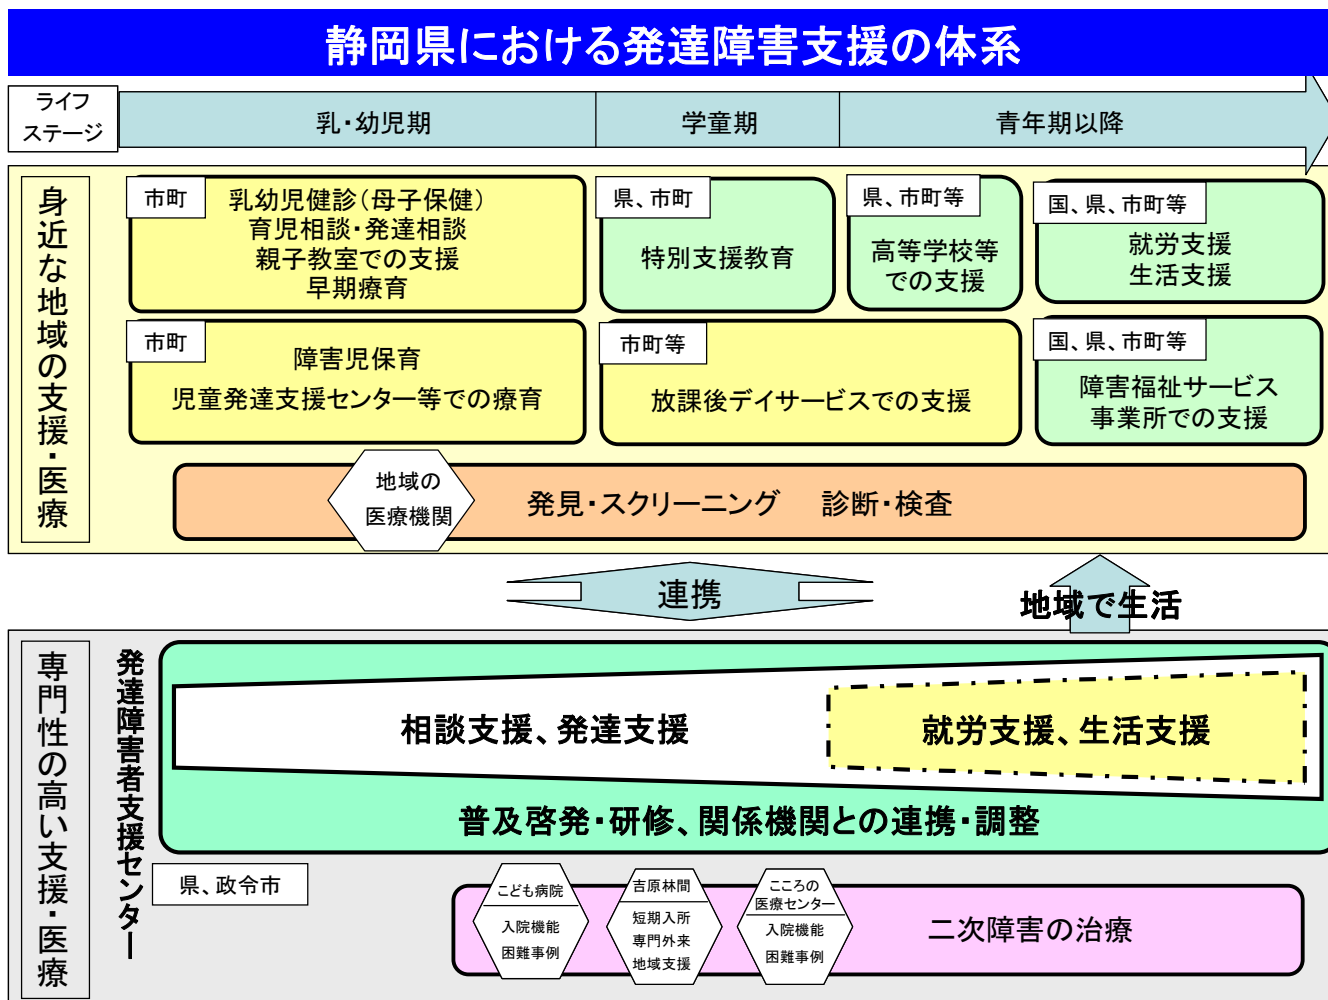 静岡県における発達障害支援の体系
ライフ
ステージ
乳・幼児期
学童期
青年期以降
身近な地域の支援・医療
市町
乳幼児健診（母子保健）
育児相談・発達相談
親子教室での支援
早期療育
県、市町
特別支援教育
県、市町等
高等学校等
での支援
国、県、市町等
就労支援
生活支援
市町
障害児保育
児童発達支援センター等での療育
市町等
放課後デイサービスでの支援
国、県、市町等
障害福祉サービス
事業所での支援
地域の
医療機関
発見・スクリーニング　診断・検査
連携
地域で生活
専門性の高い支援・医療
発達障害者支援センター
相談支援、発達支援
就労支援、生活支援
普及啓発・研修、関係機関との連携・調整
県、政令市
こども病院
入院機能
困難事例
吉原林間
短期入所
専門外来
地域支援
こころの
医療センター
入院機能
困難事例
二次障害の治療